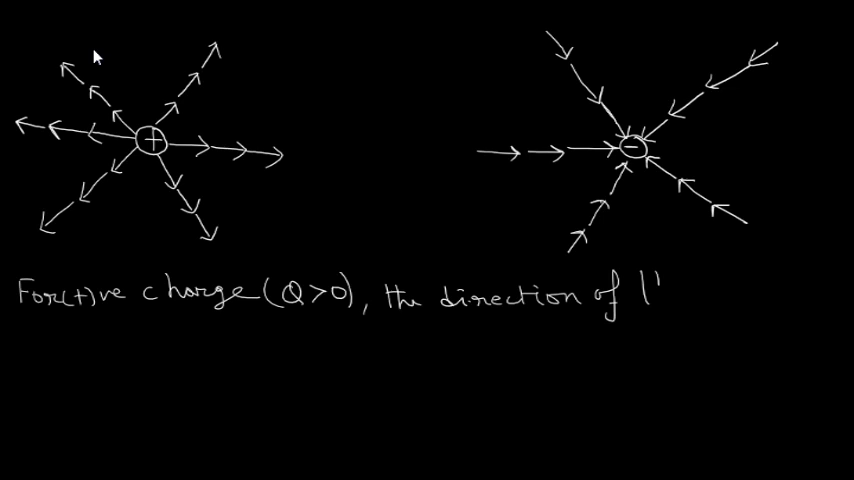 +
-
For(+)ve charge (Q>0), the direction of